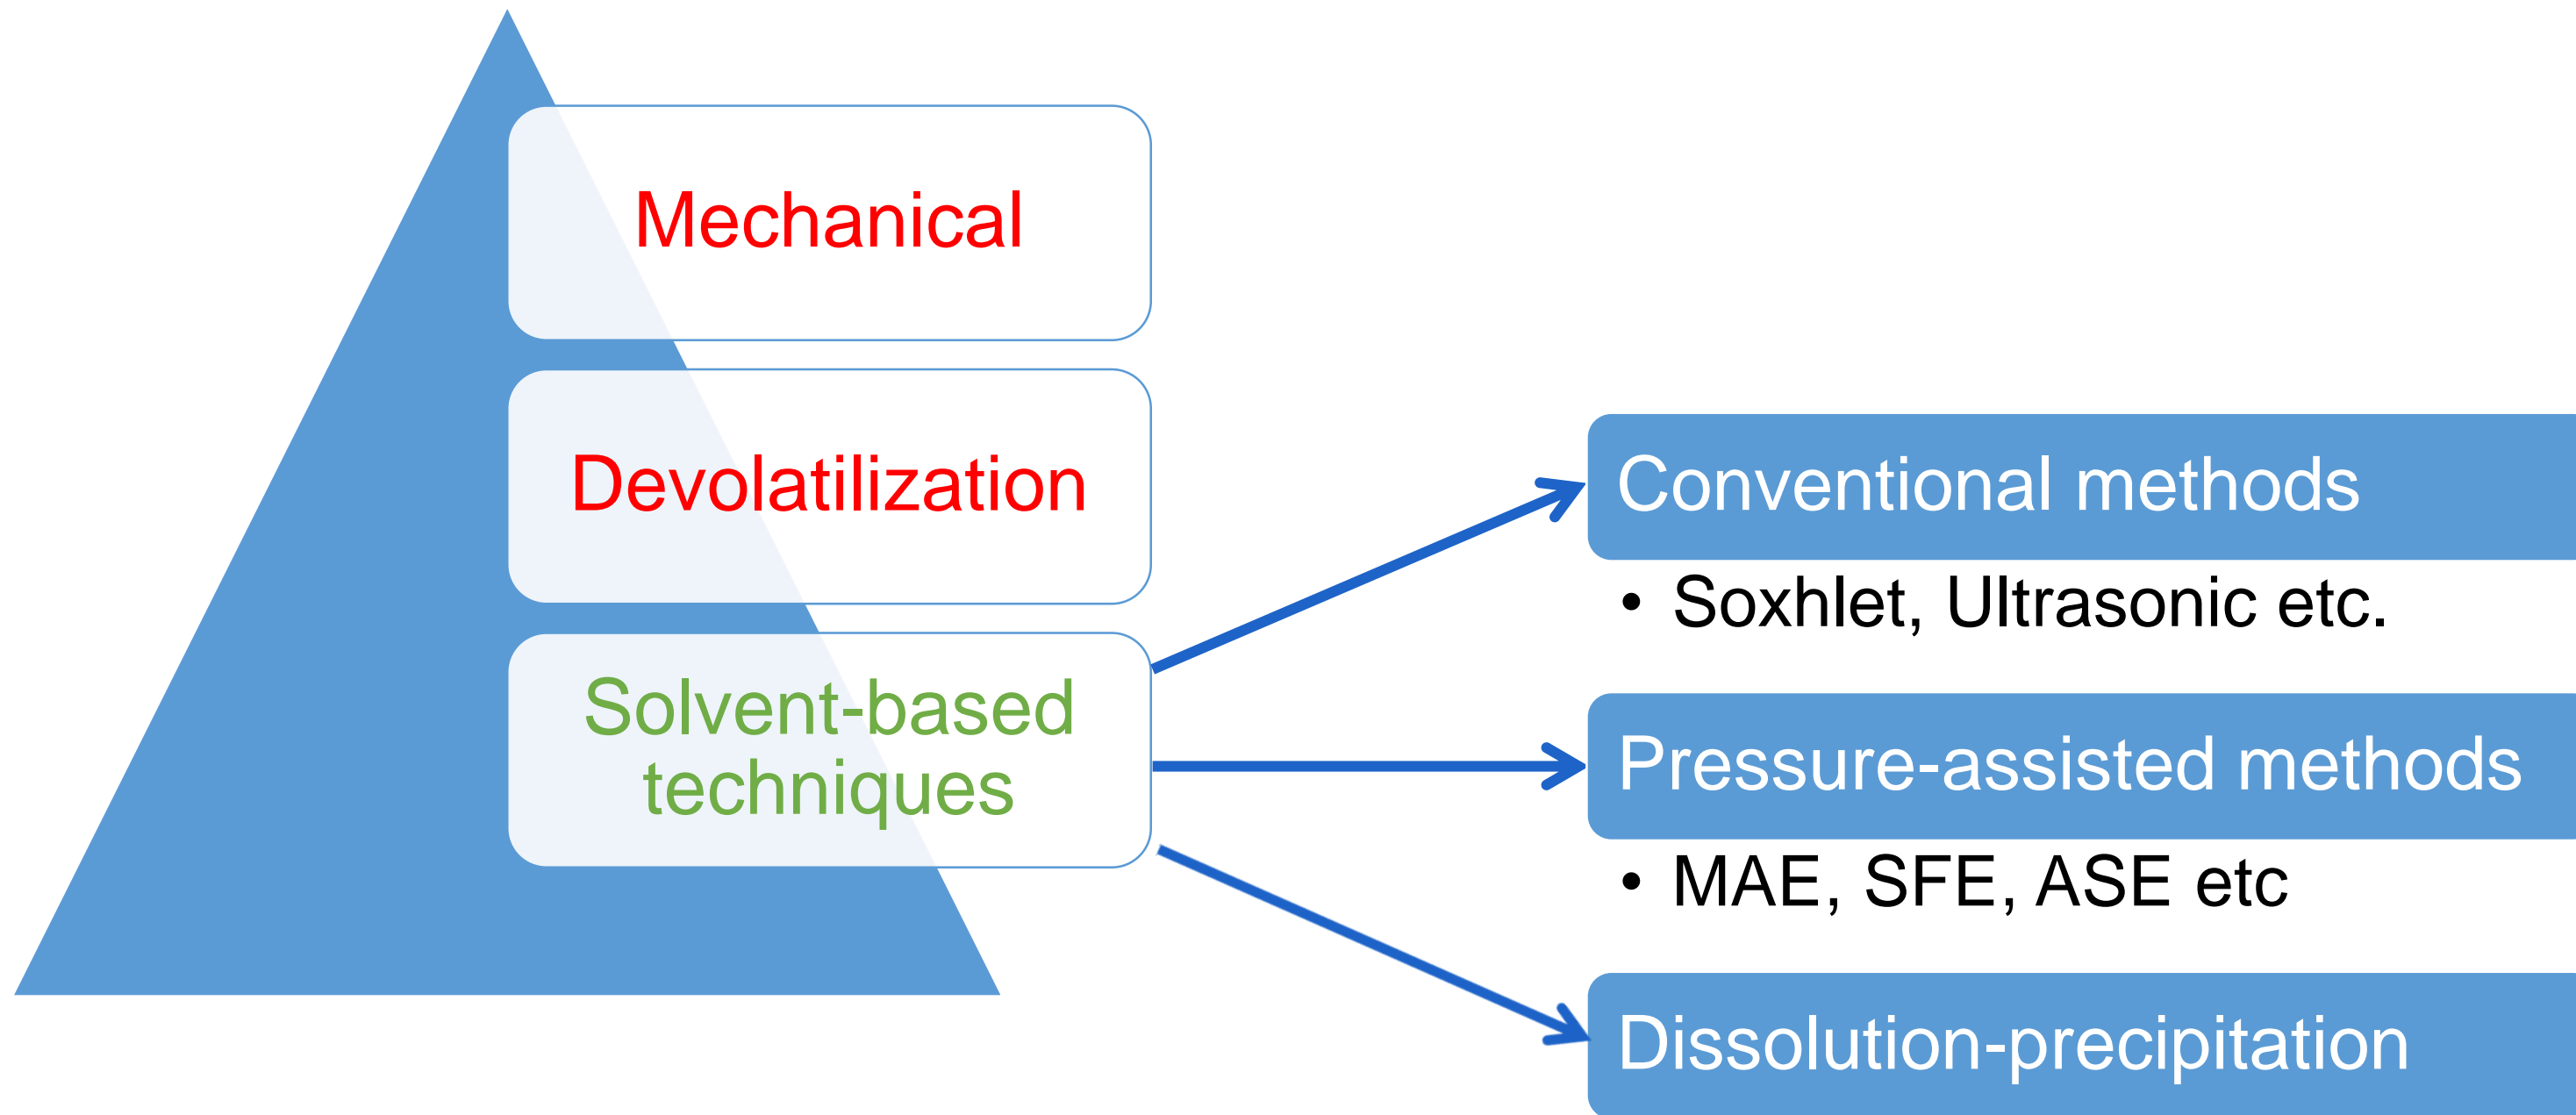 Mechanical
Devolatilization
Solvent-based
techniques
Conventional methods
• Soxhlet, Ultrasonic etc.
Pressure-assisted methods
• MAE, SFE, ASE etc
Dissolution-precipitation